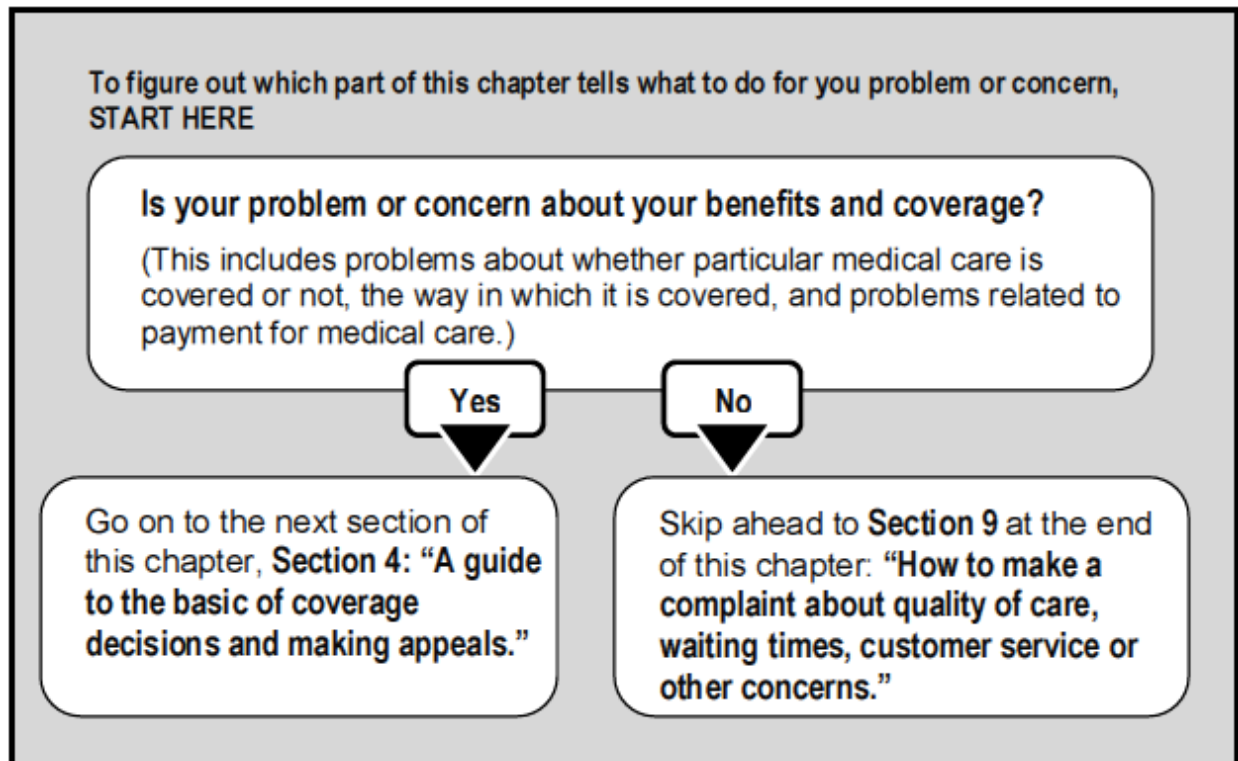 To figure out which part of this chapter tells what to do for you problem or concern,
START HERE
Is your problem or concern about your benefits and coverage?
(This includes problems about whether particular medical care is
covered or not, the way in which it is covered, and problems related to
payment for medical care.)
Yes
No
Go on to the next section of
this chapter, Section 4: “A guide
to the basic of coverage
decisions and making appeals.”
Skip ahead to Section 9 at the end
of this chapter: “How to make a
complaint about quality of care,
waiting times, customer service or
other concerns.”